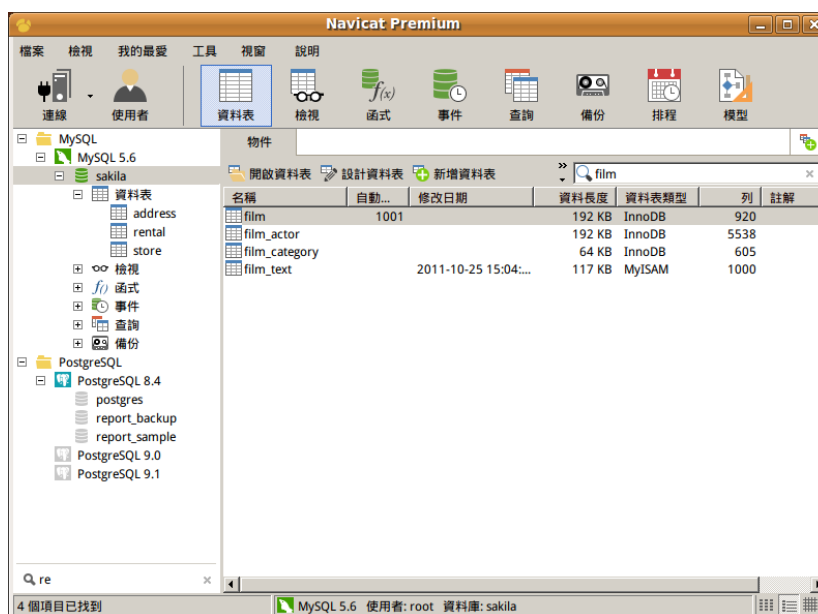 Navicat Premium
檔案 檢視 我的最愛 工具 視窗 說明
連線 使用者 資料表 檢視 函式 事件 查詢 備份 排程 模型
MySQL
MySQL 5.6
sakila
資料表
address
rental
store
檢視
函式
事件
查詢
備份
PostgreSQL
PostgreSQL 8.4
postgres
report_backup
report_sample
PostgreSQL 9.0
PostgreSQL 9.1
re
物件
開啟資料表 設計資料表 新增資料表 film
名稱 自動... 修改日期 資料長度 資料表類型 列 註解
film 1001 192 KB InnoDB 920
film_actor 192 KB InnoDB 5538
film_category 64 KB InnoDB 605
film_text 2011-10-25 15:04:... 117 KB MyISAM 1000
4 個項目已找到 MySQL 5.6 使用者: root 資料庫: sakila